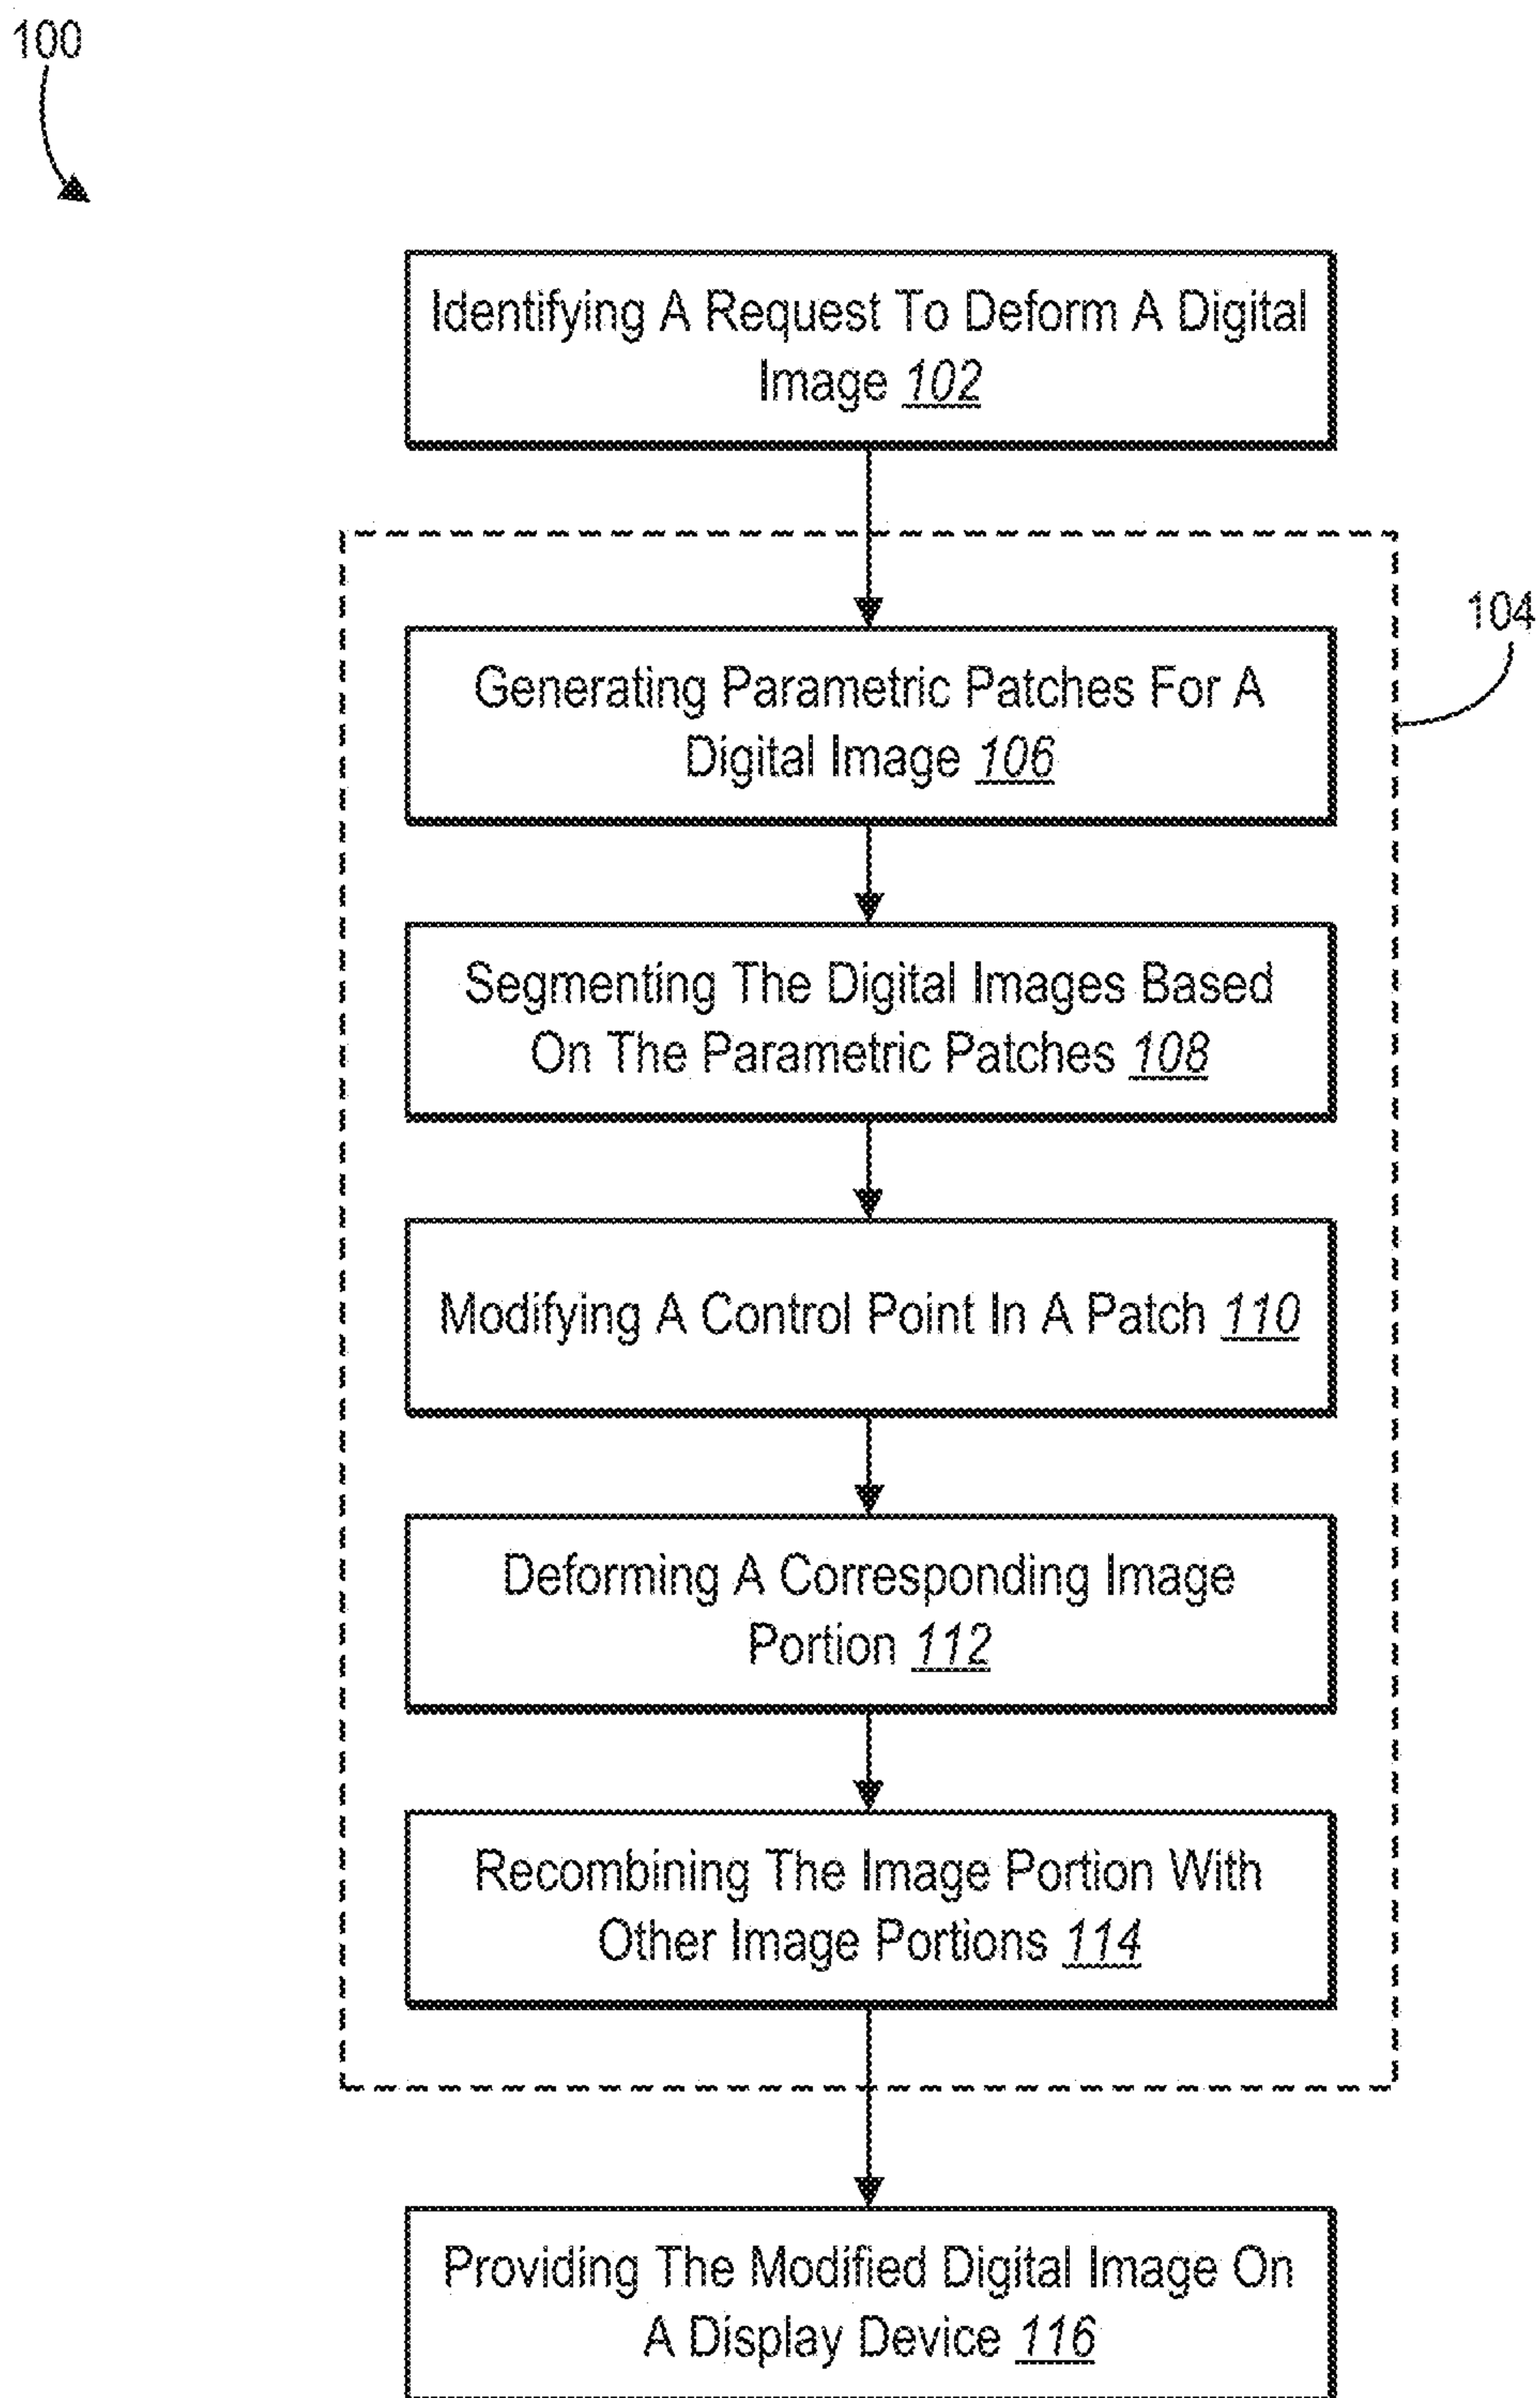 100
Identifying A Request To Deform A Digital
Image 102
104
Generating Parametric Patches For A
Digital Image 106
Segmenting The Digital Images Based
On The Parametric Patches 108
Modifying A Control Point In A Patch 110
Deforming A Corresponding Image
Portion 112
Recombining The Image Portion With
Other Image Portions 114
Providing The Modified Digital Image On
A Display Device 116